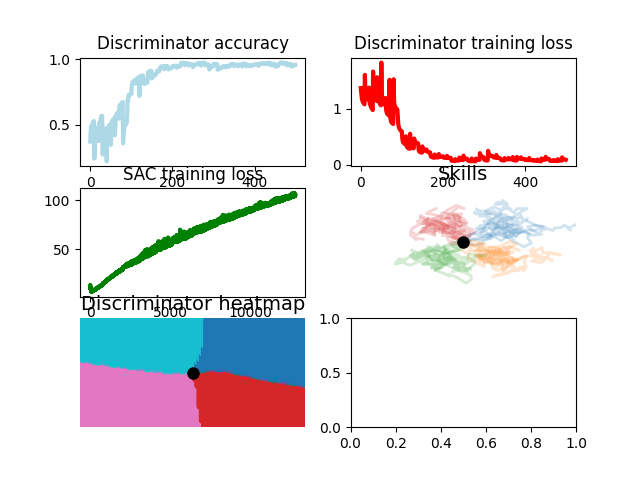 Discriminator accuracy
1.0
0.5
0 200 400
Discriminator training loss
1
0
0 200 400
SAC training loss
100
50
0 5000 10000
Skills
Discriminator heatmap
1.0
0.5
0.0
0.0 0.2 0.4 0.6 0.8 1.0